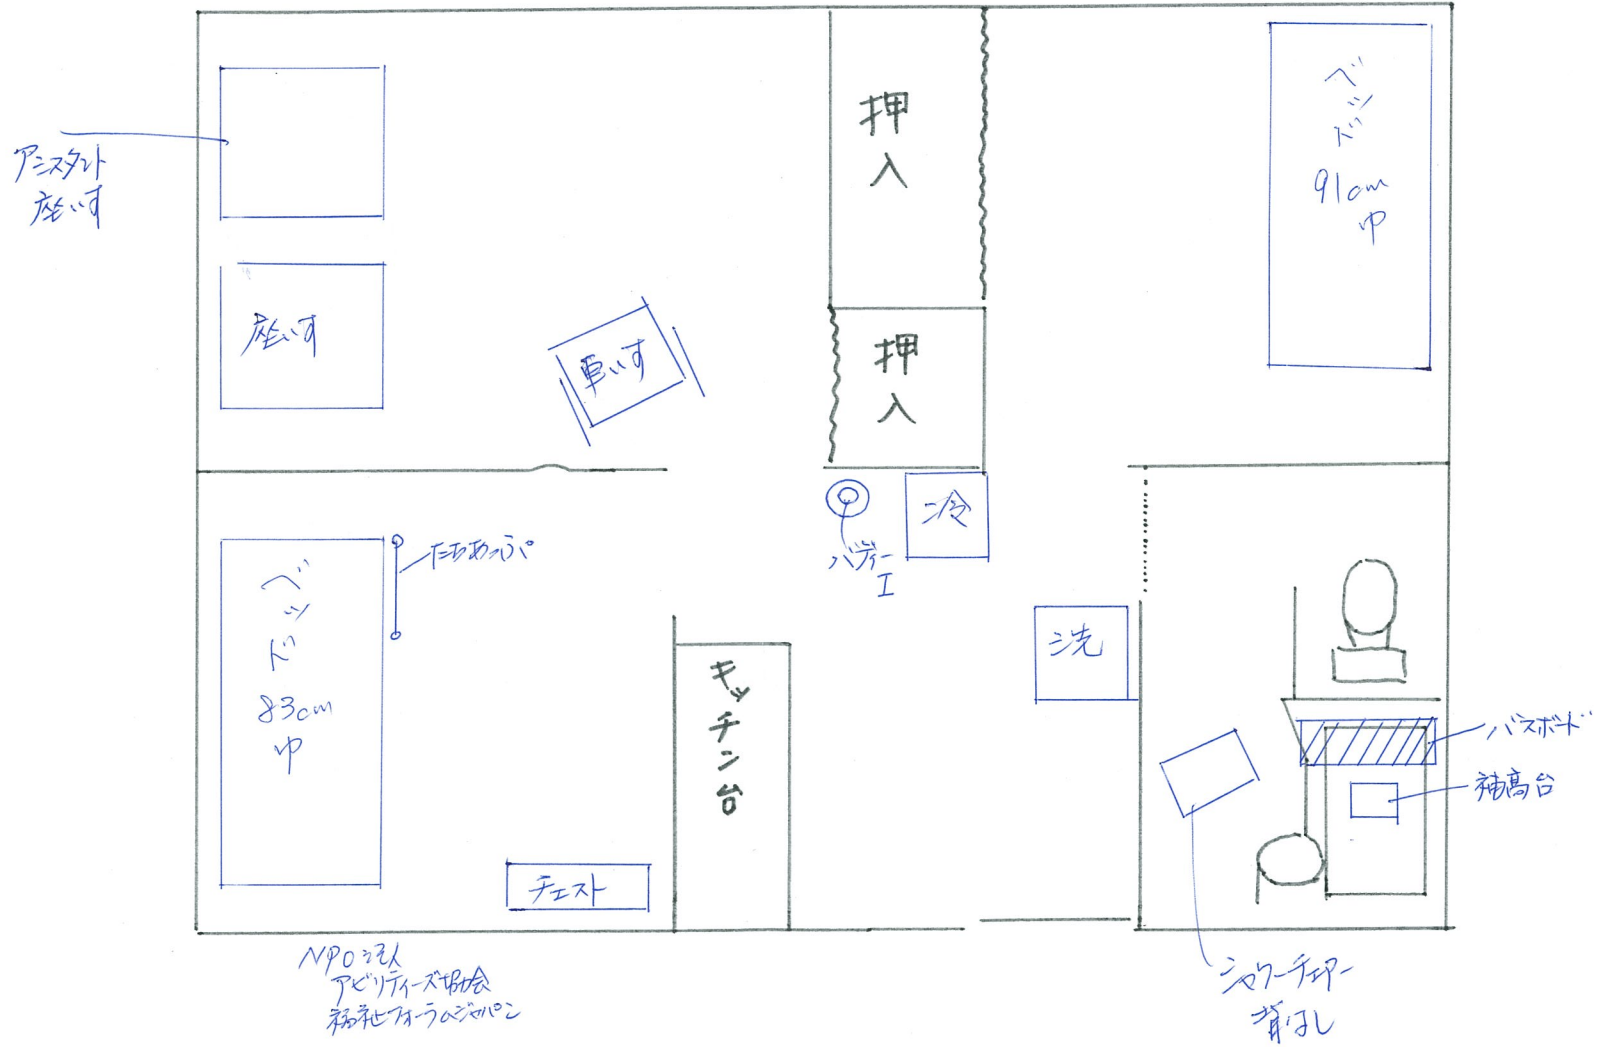 押入
ベッド
91cm
巾
アシスタント
座いす
座いす
車いす
押入
冷
バディー
I
たちあっぷ
ベッド
83cm
巾
洗
キッチン台
バスボード
補高台
チェスト
NPO法人
アビリティーズ協会
福祉フォーラムジャパン
シャワーチェアー
背なし